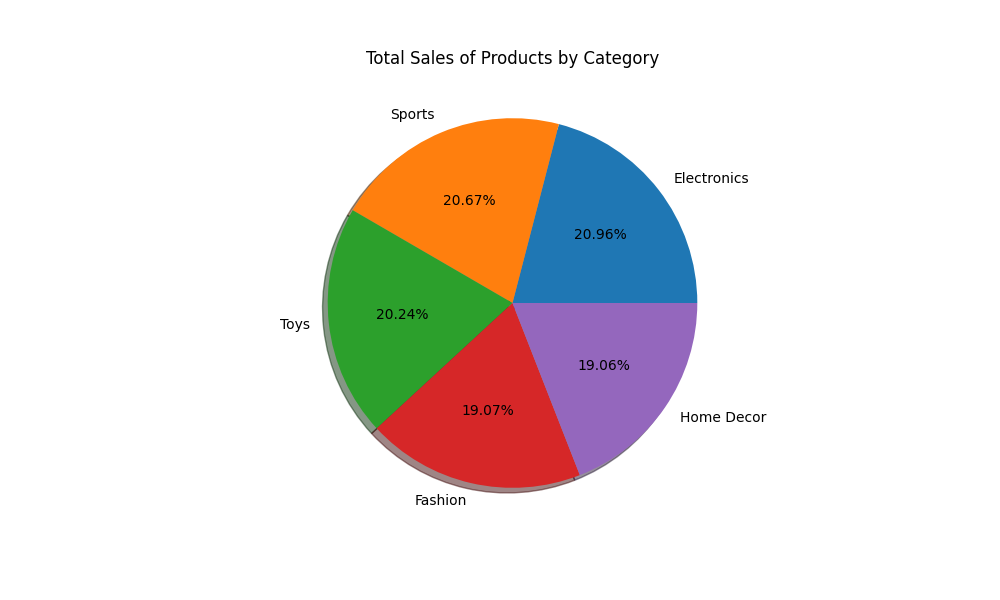 Total Sales of Products by Category
Sports
Electronics
20.67%
20.96%
Toys
20.24%
19.06%
19.07%
Home Decor
Fashion